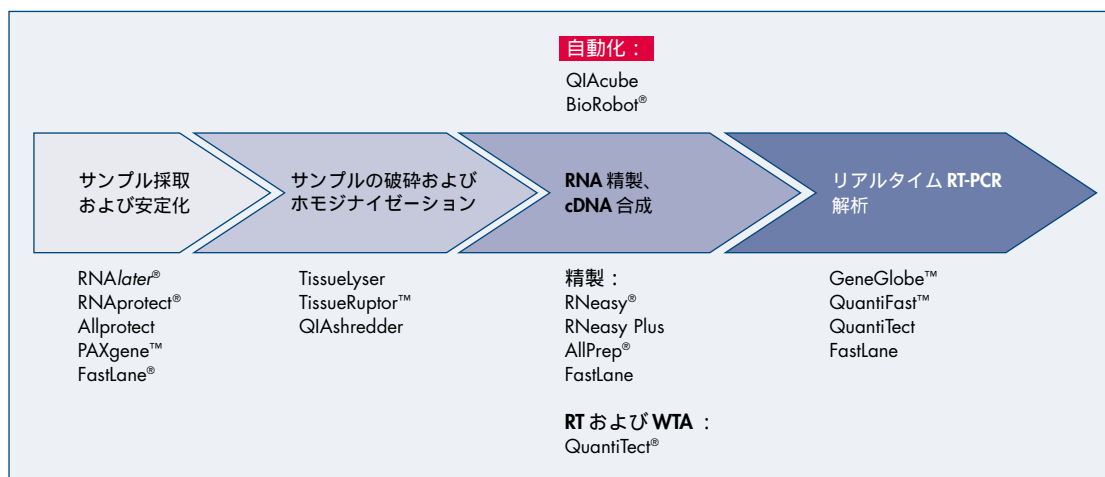 自動化：
QIAcube
BioRobot®
サンプル採取
および安定化
サンプルの破砕および
ホモジナイゼーション
RNA 精製、
cDNA 合成
リアルタイム RT-PCR
解析
RNAlater®
RNAprotect®
Allprotect
PAXgene™
FastLane®
TissueLyser
TissueRuptor™
QIAshredder
精製：
RNeasy®
RNeasy Plus
AllPrep®
FastLane
RT および WTA ：
QuantiTect®
GeneGlobe™
QuantiFast™
QuantiTect
FastLane